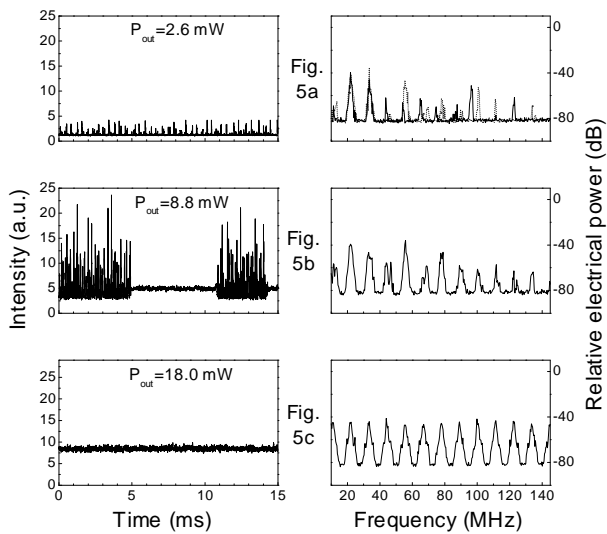 25
20
15
10
5
0
P_out=2.6 mW
Fig.
5a
0
-40
-80
25
20
15
10
5
0
P_out=8.8 mW
Fig.
5b
0
-40
-80
25
20
15
10
5
0
P_out=18.0 mW
Fig.
5c
0
-40
-80
0 5 10 15
20 40 60 80 100 120 140
Time (ms)
Frequency (MHz)
Intensity (a.u.)
Relative electrical power (dB)